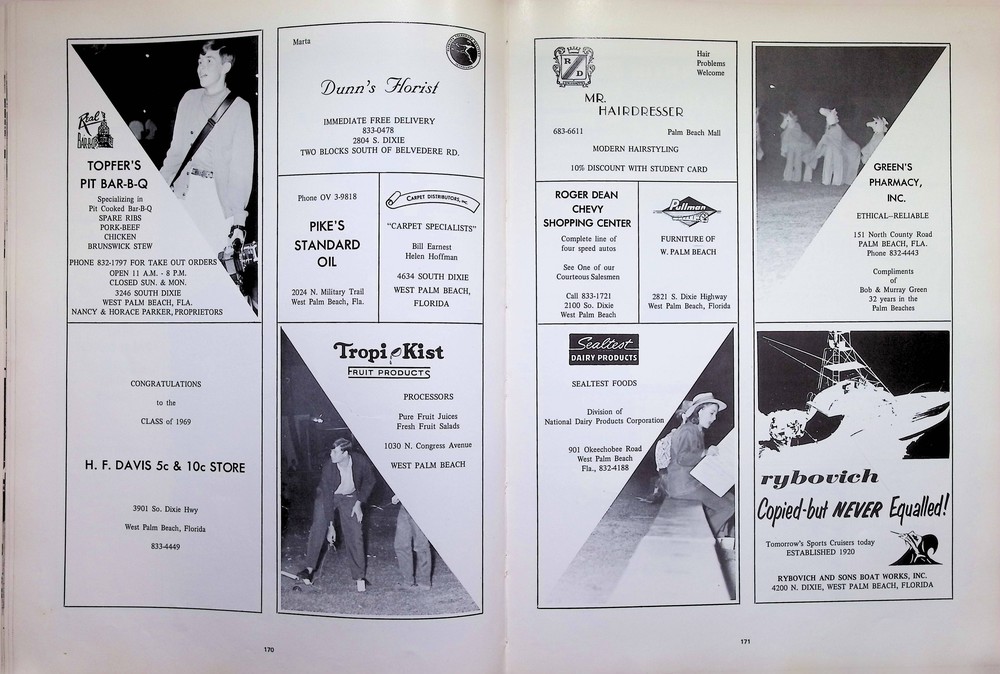 Real
BAR-B-Q
TOPFER'S
PIT BAR-B-Q
Specializing in
Pit Cooked Bar-B-Q
SPARE RIBS
PORK-BEEF
CHICKEN
BRUNSWICK STEW
PHONE 832-1797 FOR TAKE OUT ORDERS
OPEN 11 A.M. - 8 P.M.
CLOSED SUN. & MON.
3246 SOUTH DIXIE
WEST PALM BEACH, FLA.
NANCY & HORACE PARKER, PROPRIETORS
CONGRATULATIONS
to the
CLASS of 1969
H. F. DAVIS 5c & 10c STORE
3901 So. Dixie Hwy
West Palm Beach, Florida
833-4449
Marta
Dunn's Florist
IMMEDIATE FREE DELIVERY
833-0478
2804 S. DIXIE
TWO BLOCKS SOUTH OF BELVEDERE RD.
Phone OV 3-9818
PIKE'S
STANDARD
OIL
2024 N. Military Trail
West Palm Beach, Fla.
CARPET DISTRIBUTORS, INC.
"CARPET SPECIALISTS"
Bill Earnest
Helen Hoffman
4634 SOUTH DIXIE
WEST PALM BEACH,
FLORIDA
Tropi Kist
FRUIT PRODUCTS
PROCESSORS
Pure Fruit Juices
Fresh Fruit Salads
1030 N. Congress Avenue
WEST PALM BEACH
170
R D
Hair
Problems
Welcome
MR.
HAIRDRESSER
683-6611
Palm Beach Mall
MODERN HAIRSTYLING
10% DISCOUNT WITH STUDENT CARD
ROGER DEAN
CHEVY
SHOPPING CENTER
Complete line of
four speed autos
See One of our
Courteous Salesmen
Call 833-1721
2100 So. Dixie
West Palm Beach
Pullman
FURNITURE OF
W. PALM BEACH
2821 S. Dixie Highway
West Palm Beach, Florida
Sealtest
DAIRY PRODUCTS
SEALTEST FOODS
Division of
National Dairy Products Corporation
901 Okeechobee Road
West Palm Beach
Fla., 832-4188
GREEN'S
PHARMACY,
INC.
ETHICAL-RELIABLE
151 North County Road
PALM BEACH, FLA.
Phone 832-4443
Compliments
of
Bob & Murray Green
32 years in the
Palm Beaches
rybovich
Copied-but NEVER Equalled!
Tomorrow's Sports Cruisers today
ESTABLISHED 1920
RYBOVICH AND SONS BOAT WORKS, INC.
4200 N. DIXIE, WEST PALM BEACH, FLORIDA
171